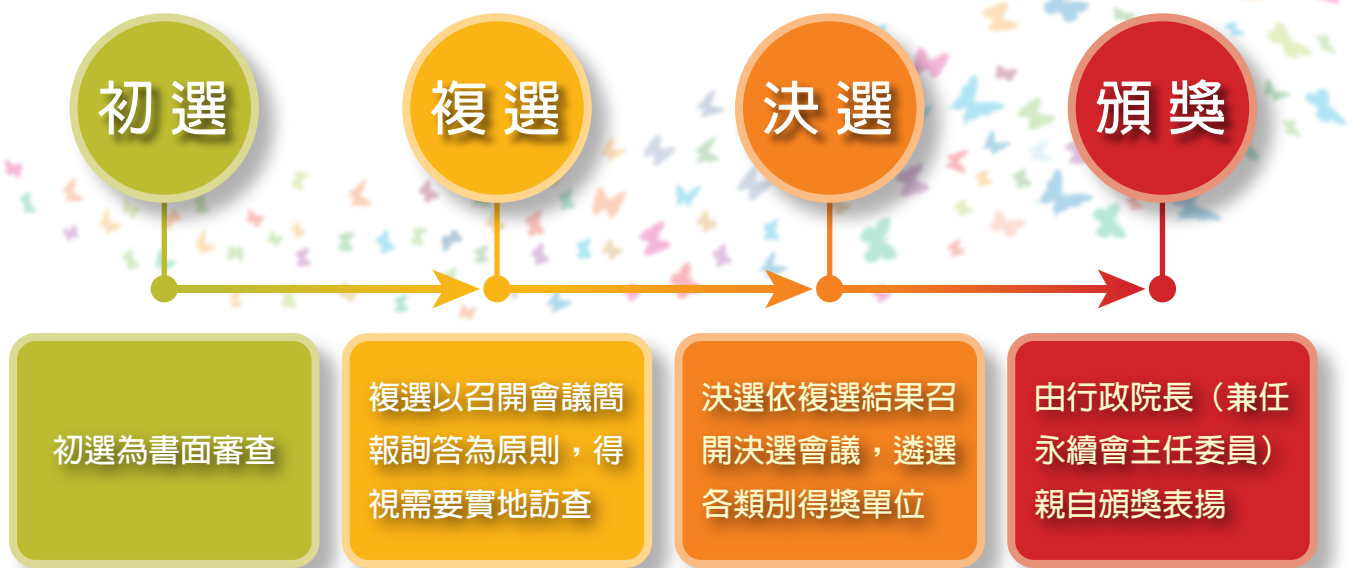 初選
複選
決選
頒獎
初選為書面審查
複選以召開會議簡
報詢答為原則，得
視需要實地訪查
決選依複選結果召
開決選會議，遴選
各類別得獎單位
由行政院長（兼任
永續會主任委員）
親自頒獎表揚